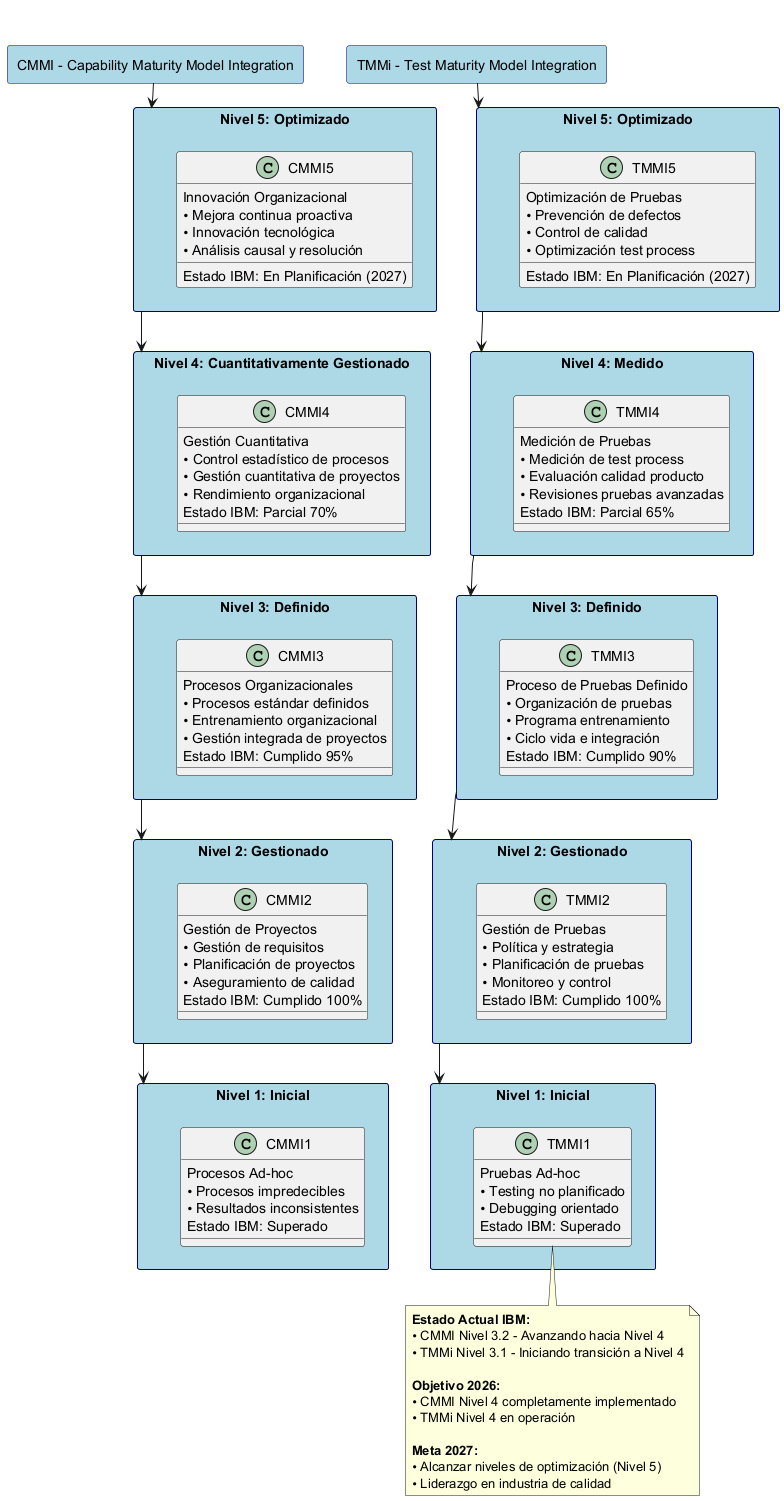 CMMI - Capability Maturity Model Integration
TMMi - Test Maturity Model Integration
Nivel 5: Optimizado
C CMMI5
Innovación Organizacional
• Mejora continua proactiva
• Innovación tecnológica
• Análisis causal y resolución
Estado IBM: En Planificación (2027)
Nivel 5: Optimizado
C TMMI5
Optimización de Pruebas
• Prevención de defectos
• Control de calidad
• Optimización test process
Estado IBM: En Planificación (2027)
Nivel 4: Cuantitativamente Gestionado
C CMMI4
Gestión Cuantitativa
• Control estadístico de procesos
• Gestión cuantitativa de proyectos
• Rendimiento organizacional
Estado IBM: Parcial 70%
Nivel 4: Medido
C TMMI4
Medición de Pruebas
• Medición de test process
• Evaluación calidad producto
• Revisiones pruebas avanzadas
Estado IBM: Parcial 65%
Nivel 3: Definido
C CMMI3
Procesos Organizacionales
• Procesos estándar definidos
• Entrenamiento organizacional
• Gestión integrada de proyectos
Estado IBM: Cumplido 95%
Nivel 3: Definido
C TMMI3
Proceso de Pruebas Definido
• Organización de pruebas
• Programa entrenamiento
• Ciclo vida e integración
Estado IBM: Cumplido 90%
Nivel 2: Gestionado
C CMMI2
Gestión de Proyectos
• Gestión de requisitos
• Planificación de proyectos
• Aseguramiento de calidad
Estado IBM: Cumplido 100%
Nivel 2: Gestionado
C TMMI2
Gestión de Pruebas
• Política y estrategia
• Planificación de pruebas
• Monitoreo y control
Estado IBM: Cumplido 100%
Nivel 1: Inicial
C CMMI1
Procesos Ad-hoc
• Procesos impredecibles
• Resultados inconsistentes
Estado IBM: Superado
Nivel 1: Inicial
C TMMI1
Pruebas Ad-hoc
• Testing no planificado
• Debugging orientado
Estado IBM: Superado
Estado Actual IBM:
• CMMI Nivel 3.2 - Avanzando hacia Nivel 4
• TMMi Nivel 3.1 - Iniciando transición a Nivel 4
Objetivo 2026:
• CMMI Nivel 4 completamente implementado
• TMMi Nivel 4 en operación
Meta 2027:
• Alcanzar niveles de optimización (Nivel 5)
• Liderazgo en industria de calidad